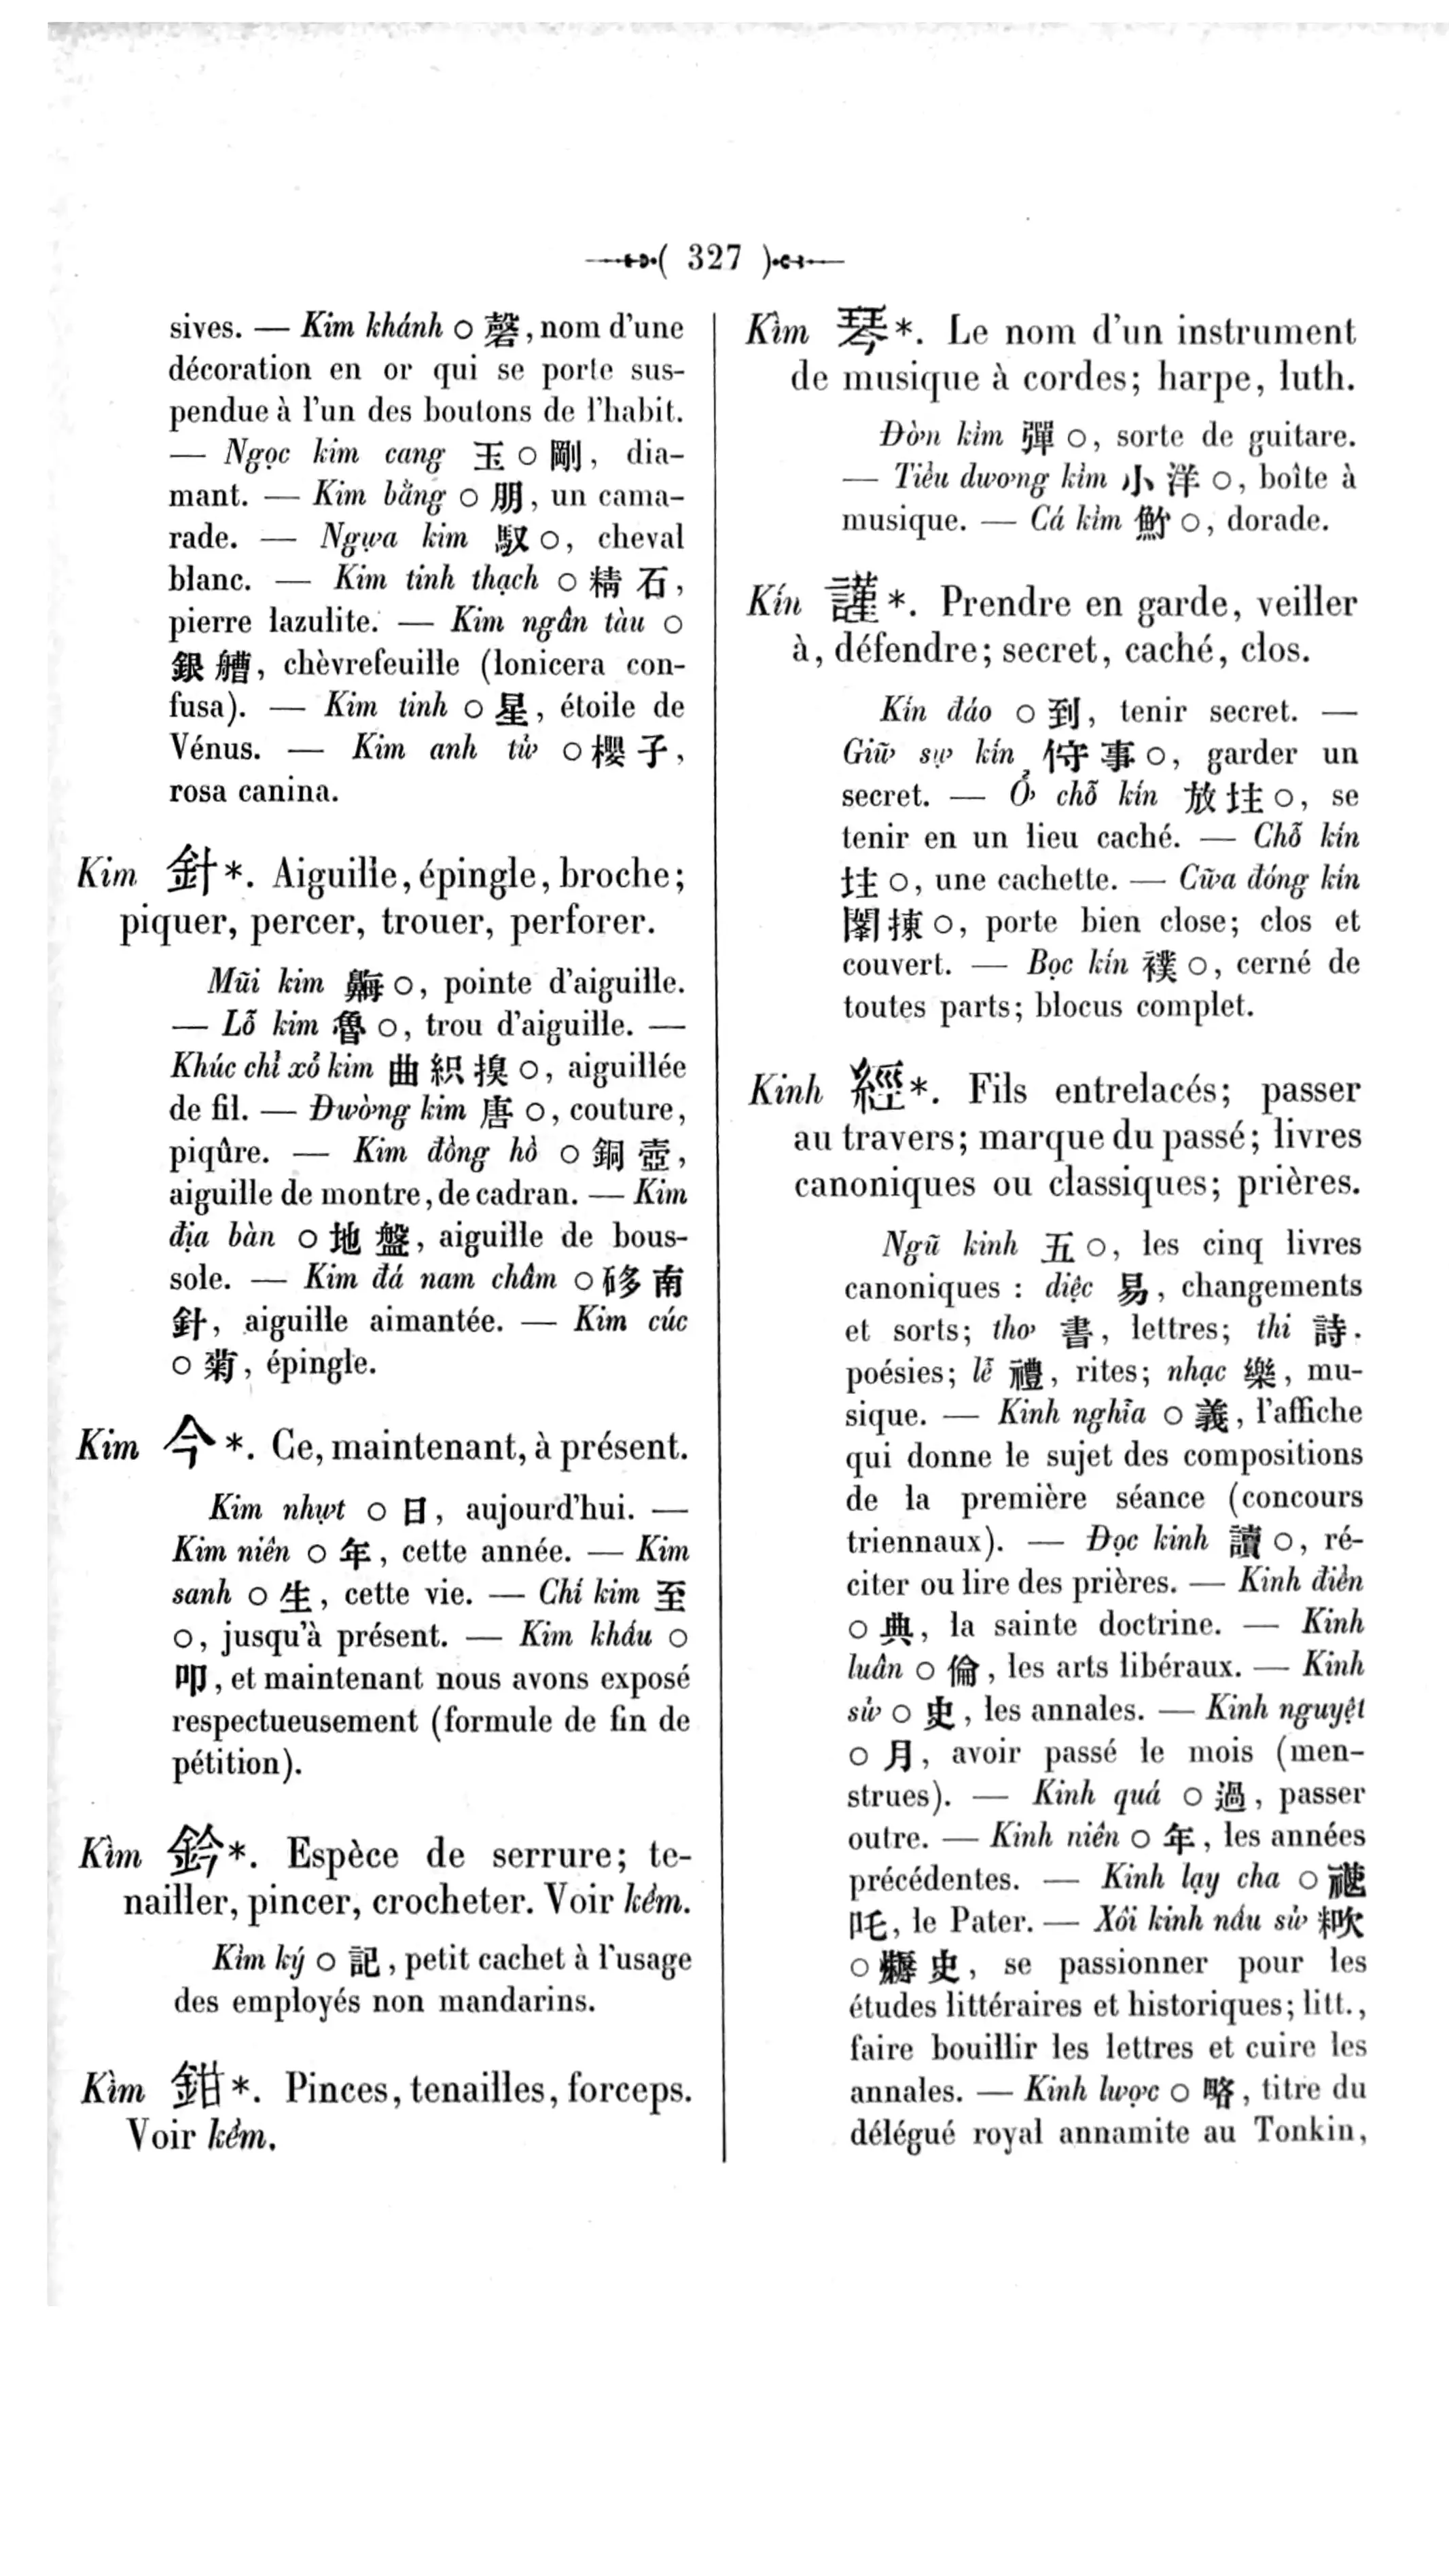 ( 327 )
sives. — Kim khánh ○ 磬, nom d'une
décoration en or qui se porte sus-
pendue à l'un des boutons de l'habit.
— Ngọc kim cang 玉 ○ 剛, dia-
mant. — Kim bằng ○ 朋, un cama-
rade. — Ngựa kim 馭 ○, cheval
blanc. — Kim tinh thạch ○ 精 石,
pierre lazulite. — Kim ngân tàu ○
銀 艚, chèvrefeuille (lonicera con-
fusa). — Kim tinh ○ 星, étoile de
Vénus. — Kim anh tử ○ 櫻 子,
rosa canina.
Kim 針*. Aiguille, épingle, broche;
piquer, percer, trouer, perforer.
Mũi kim ○, pointe d'aiguille.
— Lỗ kim 魯 ○, trou d'aiguille. —
Khúc chỉ xỏ kim 曲 織 ○, aiguillée
de fil. — Đường kim 唐 ○, couture,
piqûre. — Kim đồng hồ ○ 銅 壺,
aiguille de montre, de cadran. — Kim
địa bàn ○ 地 盤, aiguille de bous-
sole. — Kim đá nam châm ○ 𥒥 南
針, aiguille aimantée. — Kim cúc
○ 菊, épingle.
Kim 今*. Ce, maintenant, à présent.
Kim nhựt ○ 日, aujourd'hui. —
Kim niên ○ 年, cette année. — Kim
sanh ○ 生, cette vie. — Chí kim 至
○, jusqu'à présent. — Kim kháu ○
叩, et maintenant nous avons exposé
respectueusement (formule de fin de
pétition).
Kìm 鈐*. Espèce de serrure; te-
nailler, pincer, crocheter. Voir kềm.
Kìm ký ○ 記, petit cachet à l'usage
des employés non mandarins.
Kìm 鉗*. Pinces, tenailles, forceps.
Voir kềm.
Kìm 琴*. Le nom d'un instrument
de musique à cordes; harpe, luth.
Đờn kìm 彈 ○, sorte de guitare.
— Tiểu dương kìm 小 洋 ○, boîte à
musique. — Cá kìm ○, dorade.
Kín 謹*. Prendre en garde, veiller
à, défendre; secret, caché, clos.
Kín đáo ○ 到, tenir secret. —
Giữ sự kín 𠊛 事 ○, garder un
secret. — Ở chỗ kín 放 ○, se
tenir en un lieu caché. — Chỗ kín
○, une cachette. — Cữa đóng kín
揀 ○, porte bien close; clos et
couvert. — Bọc kín 襆 ○, cerné de
toutes parts; blocus complet.
Kinh 經*. Fils entrelacés; passer
au travers; marque du passé; livres
canoniques ou classiques; prières.
Ngũ kinh 五 ○, les cinq livres
canoniques : diệc 易, changements
et sorts; thơ 書, lettres; thi 詩.
poésies; lễ 禮, rites; nhạc 樂, mu-
sique. — Kinh nghĩa ○ 義, l'affiche
qui donne le sujet des compositions
de la première séance (concours
triennaux). — Đọc kinh 讀 ○, ré-
citer ou lire des prières. — Kinh điển
○ 典, la sainte doctrine. — Kinh
luân ○ 倫, les arts libéraux. — Kinh
sử ○ 史, les annales. — Kinh nguyệt
○ 月, avoir passé le mois (men-
strues). — Kinh quá ○ 過, passer
outre. — Kinh niên ○ 年, les années
précédentes. — Kinh lạy cha ○
吒, le Pater. — Xôi kinh nấu sử
○ 史, se passionner pour les
études littéraires et historiques; litt.,
faire bouillir les lettres et cuire les
annales. — Kinh lược ○ 略, titre du
délégué royal annamite au Tonkin,